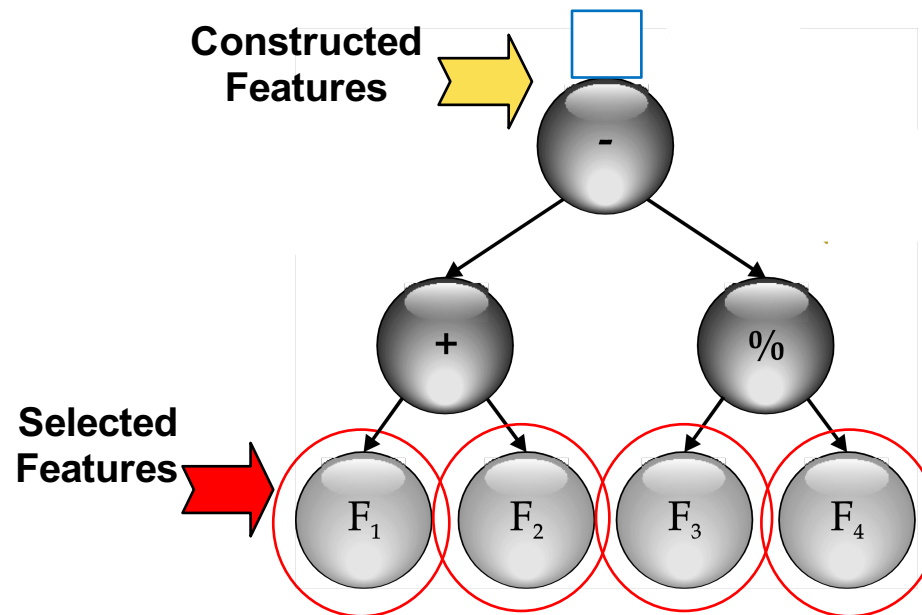 Constructed
Features
-
+
%
Selected
Features
F₁
F₂
F₃
F₄